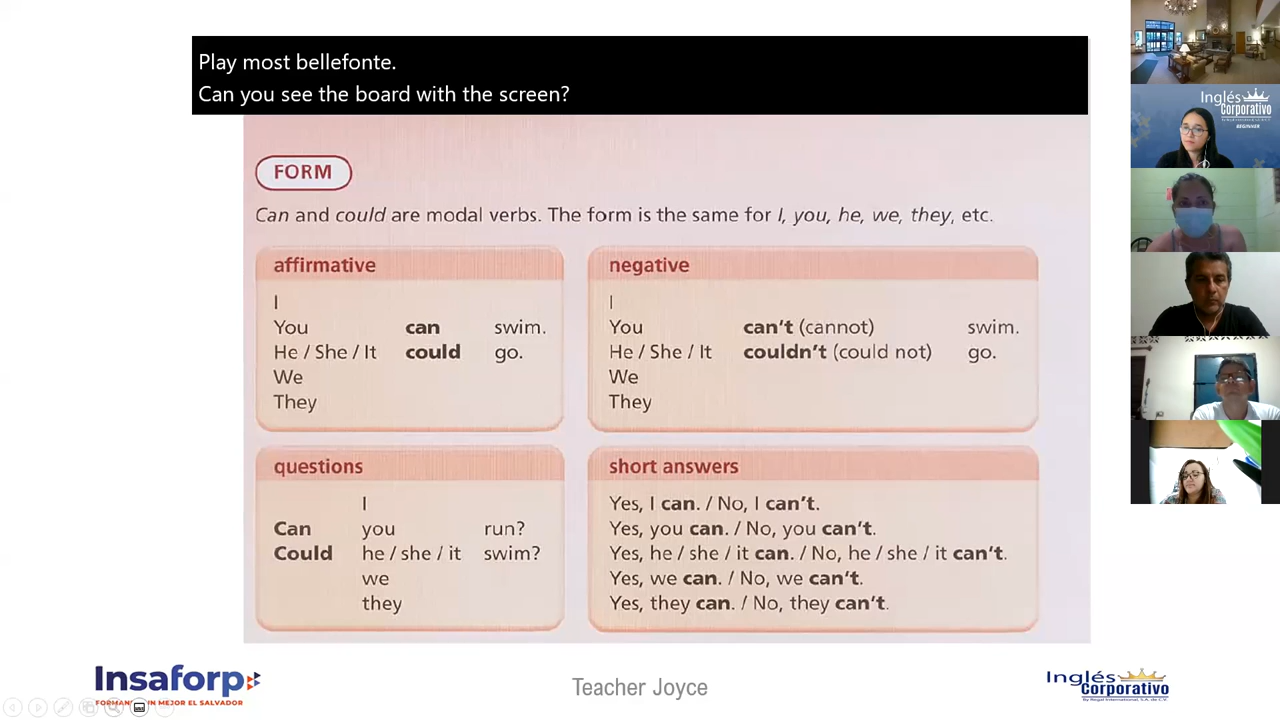 Play most bellefonte.
Can you see the board with the screen?
FORM
Can and could are modal verbs. The form is the same for I, you, he, we, they, etc.
affirmative
I
You can swim.
He / She / It could go.
We
They
negative
I
You can't (cannot) swim.
He / She / It couldn't (could not) go.
We
They
questions
I
Can you run?
Could he / she / it swim?
we
they
short answers
Yes, I can. / No, I can't.
Yes, you can. / No, you can't.
Yes, he / she / it can. / No, he / she / it can't.
Yes, we can. / No, we can't.
Yes, they can. / No, they can't.
Insaforp
Teacher Joyce
Inglés
Corporativo
By Regal International, S.A. de C.V.
Inglés
Corporativo
BEGINNER